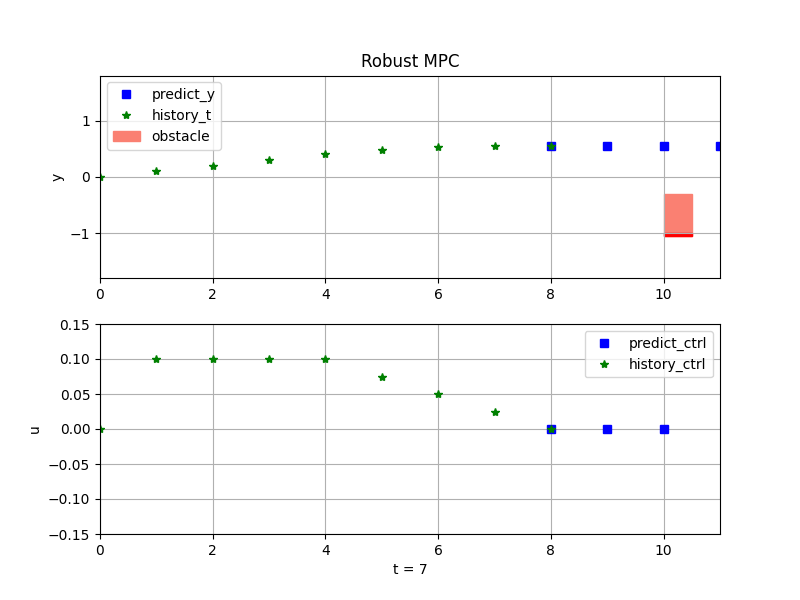 Robust MPC
predict_y
history_t
obstacle
y
1
0
−1
0 2 4 6 8 10
predict_ctrl
history_ctrl
u
0.15
0.10
0.05
0.00
−0.05
−0.10
−0.15
0 2 4 6 8 10
t = 7